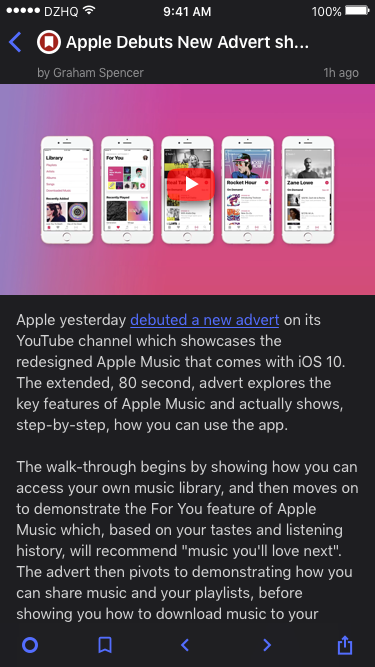 DZHQ 9:41 AM 100%
Apple Debuts New Advert sh...
by Graham Spencer 1h ago
Library
For You
Rocket Hour
Zane Lowe
Apple yesterday debuted a new advert on its
YouTube channel which showcases the
redesigned Apple Music that comes with iOS 10.
The extended, 80 second, advert explores the
key features of Apple Music and actually shows,
step-by-step, how you can use the app.
The walk-through begins by showing how you can
access your own music library, and then moves on
to demonstrate the For You feature of Apple
Music which, based on your tastes and listening
history, will recommend "music you'll love next".
The advert then pivots to demonstrating how you
can share music and your playlists, before
showing you how to download music to your